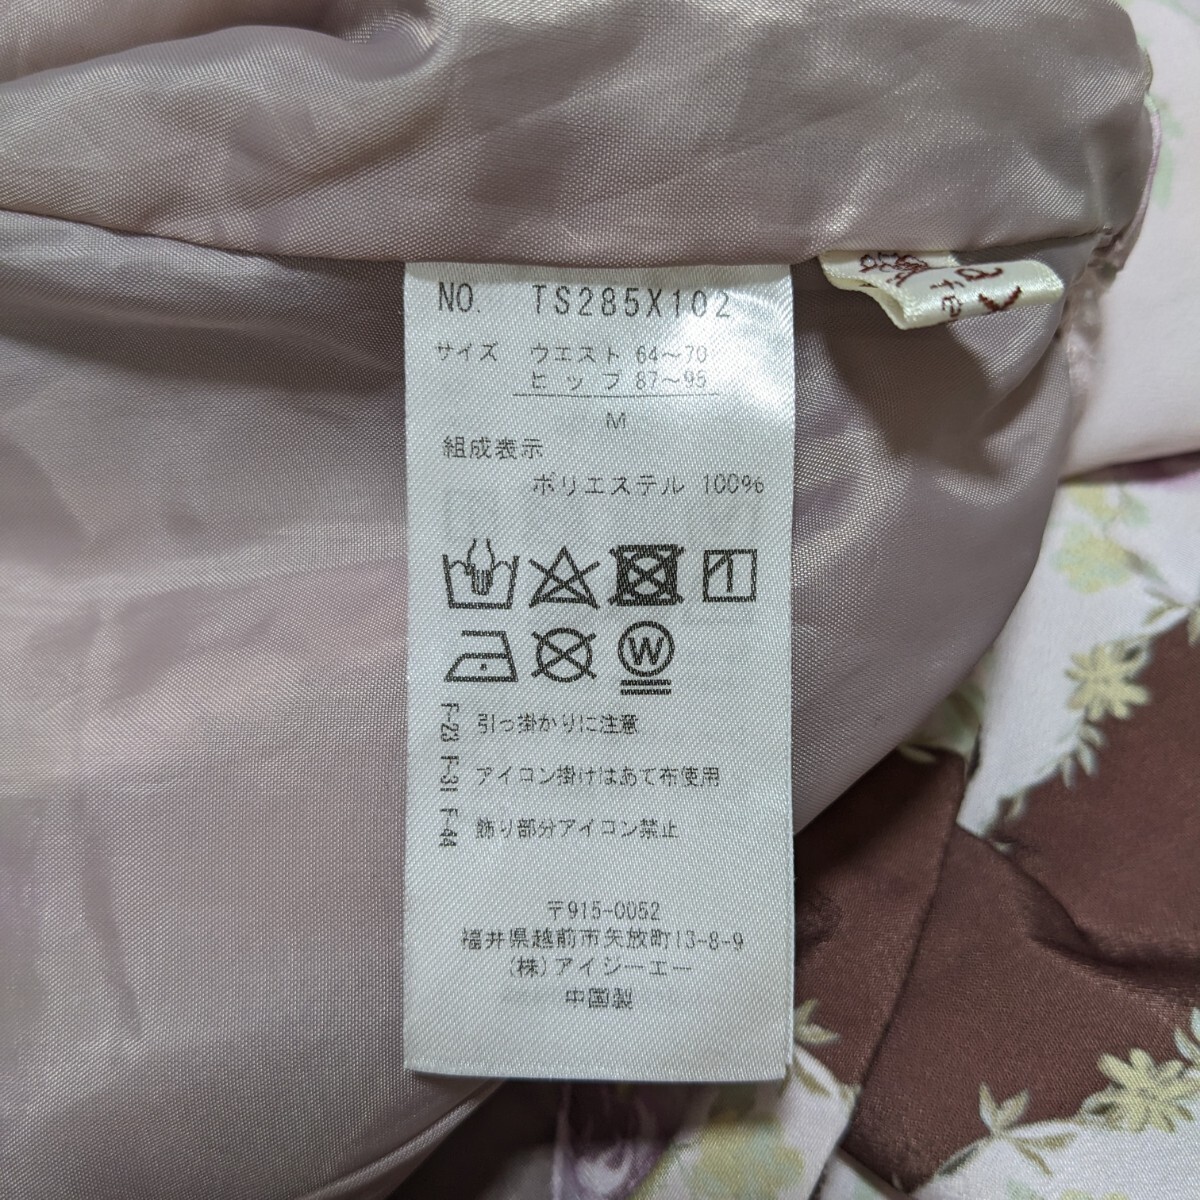 NO. TS285X102
サイズ ウエスト 64〜70
ヒップ 87〜95
M
組成表示
ポリエステル 100%
W
F-23 引っ掛かりに注意
F-31 アイロン掛けはあて布使用
F-44 飾り部分アイロン禁止
〒915-0052
福井県越前市矢放町13-8-9
(株)アイジーエー
中国製